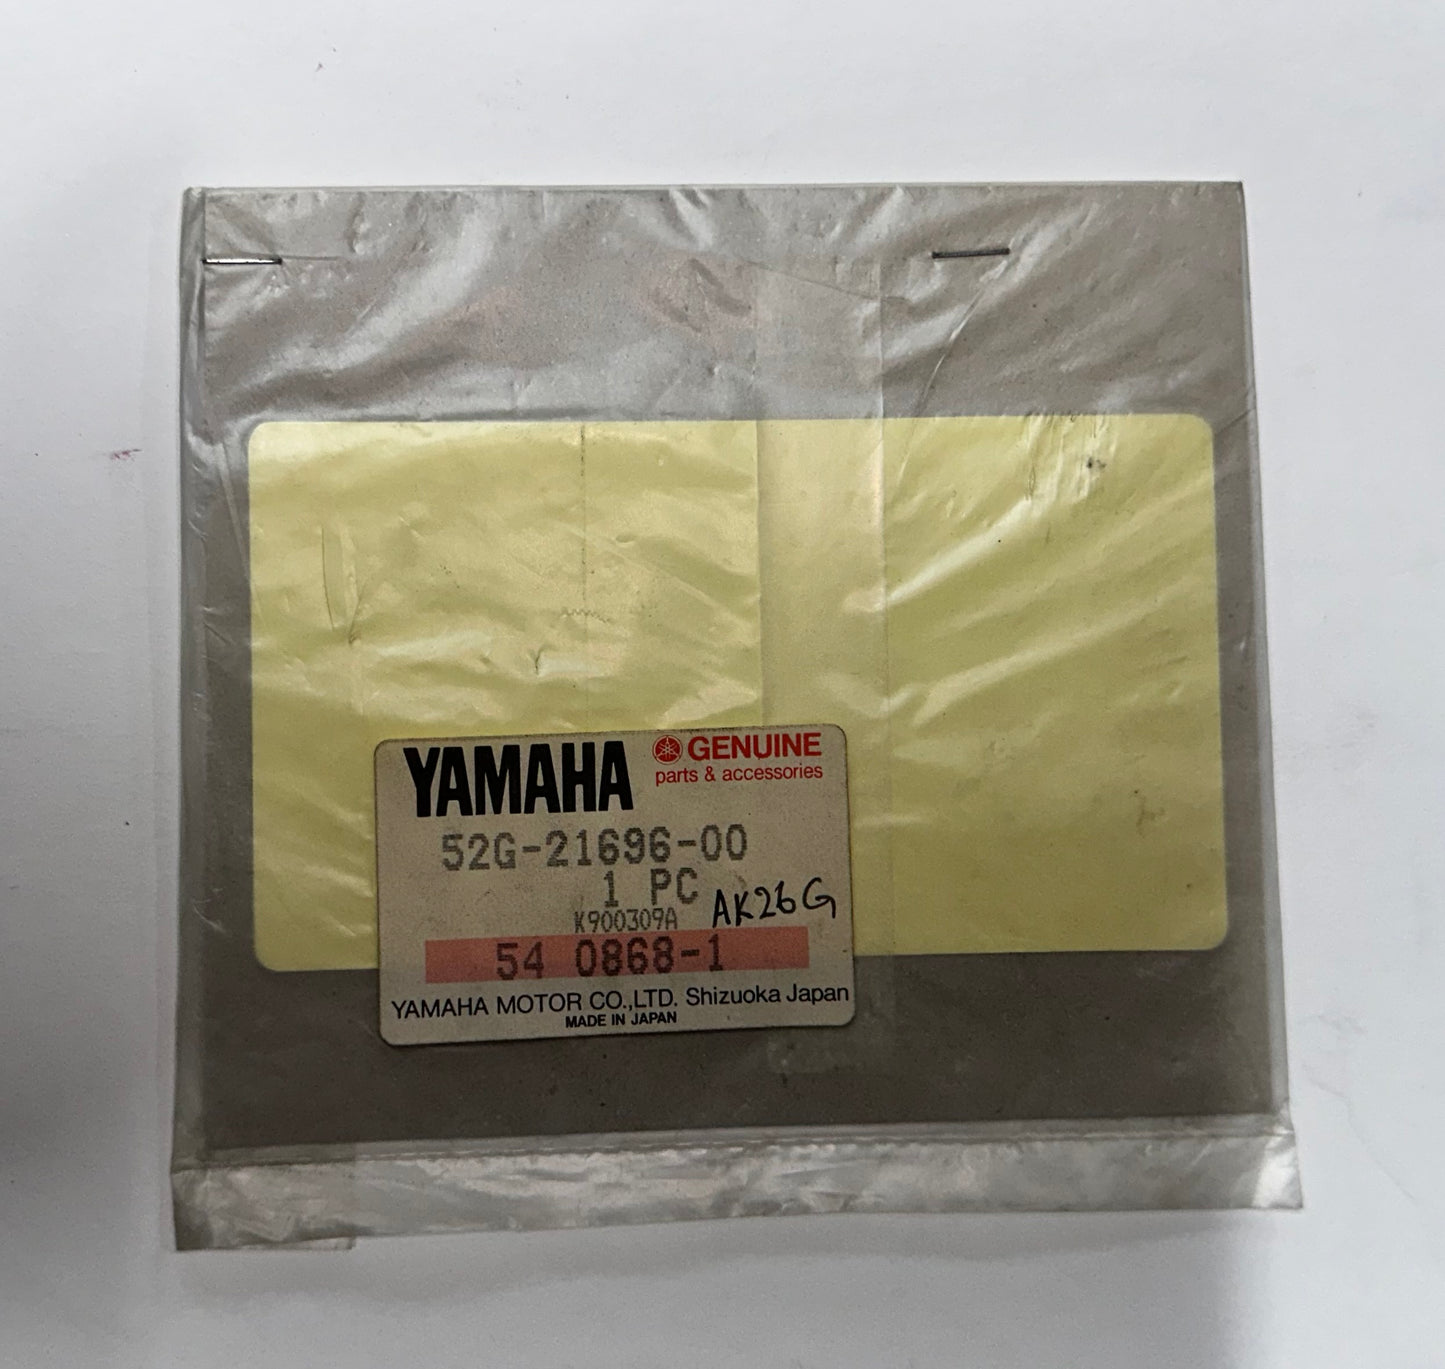 YAMAHA GENUINE
parts & accessories
52G-21696-00
1 PC
K900309A AK26G
54 0868-1
YAMAHA MOTOR CO.,LTD. Shizuoka Japan
MADE IN JAPAN